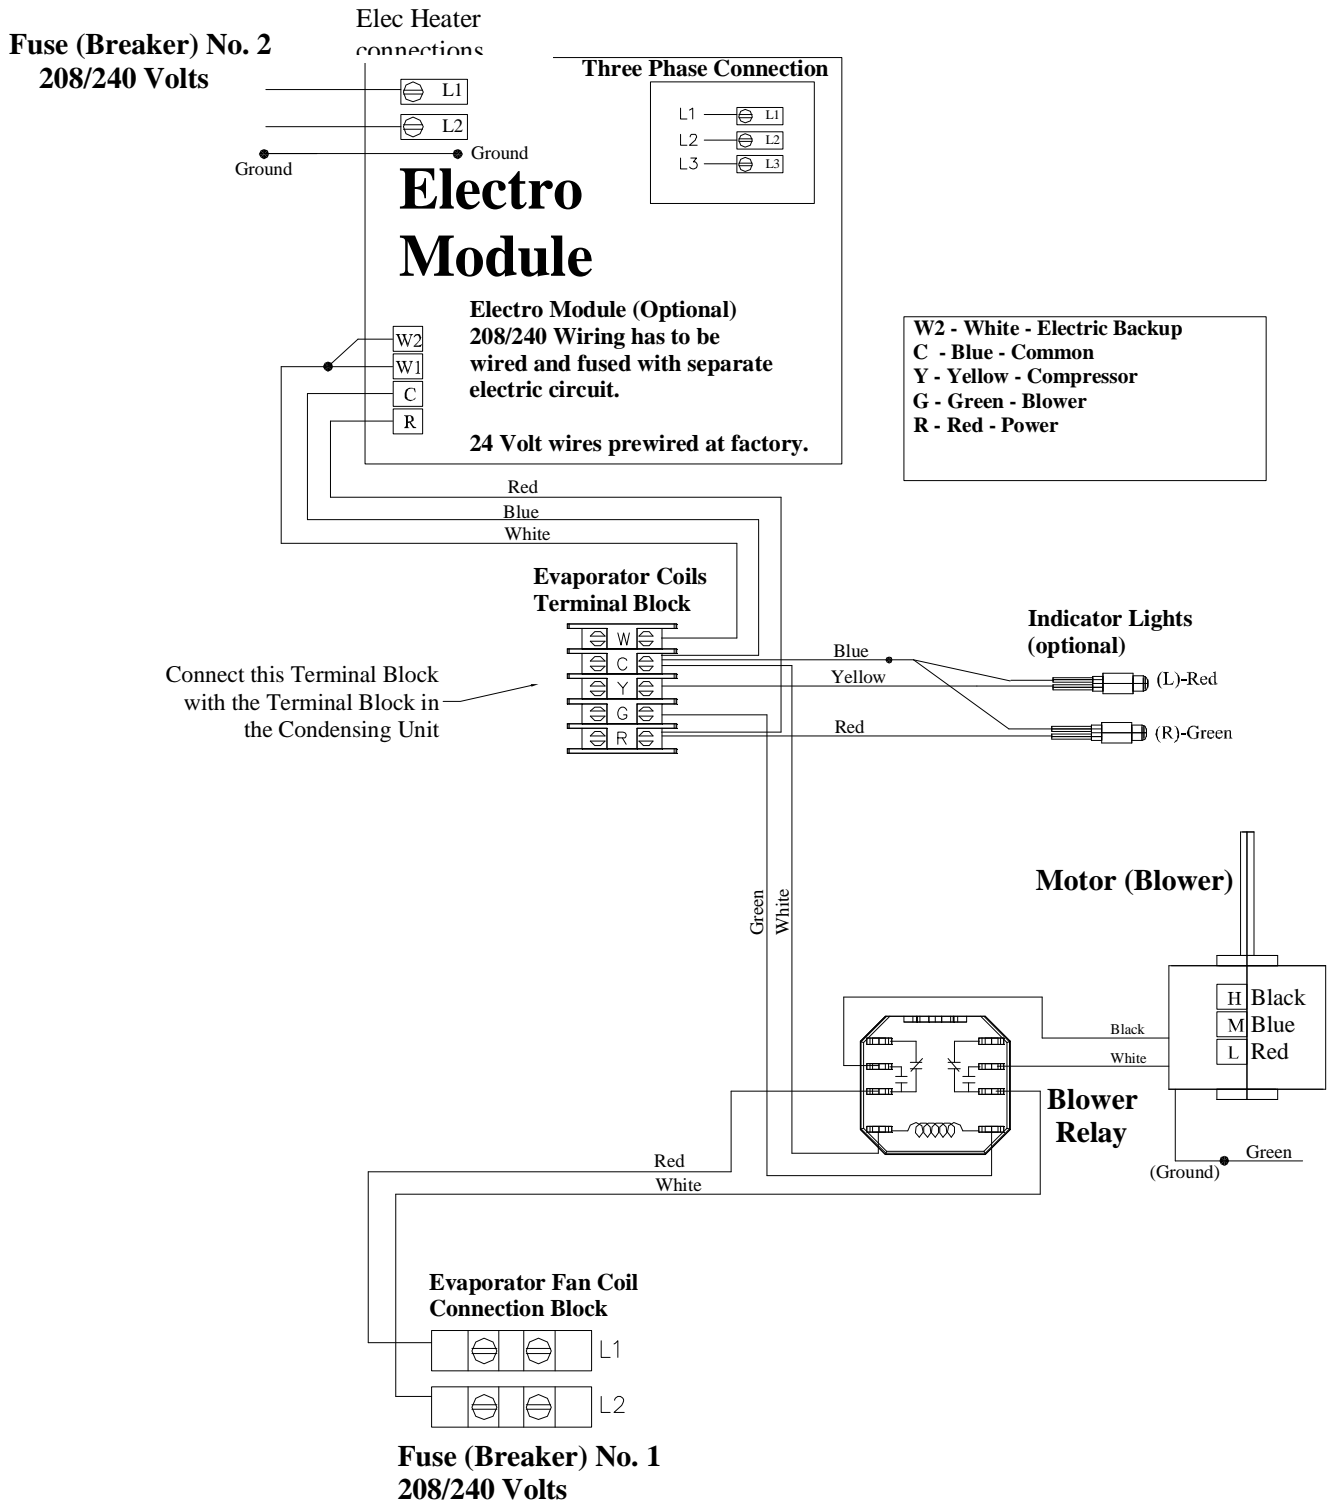 Elec Heater
connections
Fuse (Breaker) No. 2
208/240 Volts
Three Phase Connection
L1
L2
Ground
Ground
L1 L1
L2 L2
L3 L3
Electro
Module
Electro Module (Optional)
208/240 Wiring has to be
wired and fused with separate
electric circuit.
24 Volt wires prewired at factory.
W2
W1
C
R
W2 - White - Electric Backup
C - Blue - Common
Y - Yellow - Compressor
G - Green - Blower
R - Red - Power
Red
Blue
White
Evaporator Coils
Terminal Block
W
C
Y
G
R
Connect this Terminal Block
with the Terminal Block in
the Condensing Unit
Indicator Lights
(optional)
Blue
Yellow
Red
(L)-Red
(R)-Green
Green
White
Motor (Blower)
H Black
M Blue
L Red
Black
White
Blower
Relay
Green
(Ground)
Red
White
Evaporator Fan Coil
Connection Block
L1
L2
Fuse (Breaker) No. 1
208/240 Volts